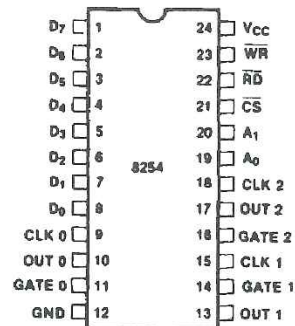 D7 1 24 VCC
D6 2 23 WR
D5 3 22 RD
D4 4 21 CS
D3 5 20 A1
D2 6 19 A0
8254
D1 7 18 CLK 2
D0 8 17 OUT 2
CLK 0 9 16 GATE 2
OUT 0 10 15 CLK 1
GATE 0 11 14 GATE 1
GND 12 13 OUT 1